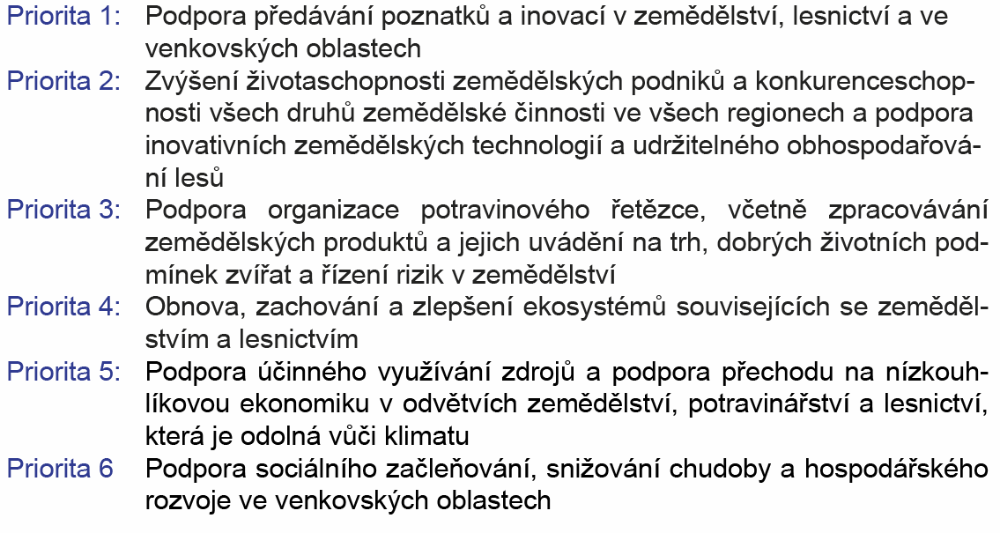 Priorita 1: Podpora předávání poznatků a inovací v zemědělství, lesnictví a ve
venkovských oblastech
Priorita 2: Zvýšení životaschopnosti zemědělských podniků a konkurenceschop-
nosti všech druhů zemědělské činnosti ve všech regionech a podpora
inovativních zemědělských technologií a udržitelného obhospodařová-
ní lesů
Priorita 3: Podpora organizace potravinového řetězce, včetně zpracovávání
zemědělských produktů a jejich uvádění na trh, dobrých životních pod-
mínek zvířat a řízení rizik v zemědělství
Priorita 4: Obnova, zachování a zlepšení ekosystémů souvisejících se zeměděl-
stvím a lesnictvím
Priorita 5: Podpora účinného využívání zdrojů a podpora přechodu na nízkouh-
líkovou ekonomiku v odvětvích zemědělství, potravinářství a lesnictví,
která je odolná vůči klimatu
Priorita 6 Podpora sociálního začleňování, snižování chudoby a hospodářského
rozvoje ve venkovských oblastech